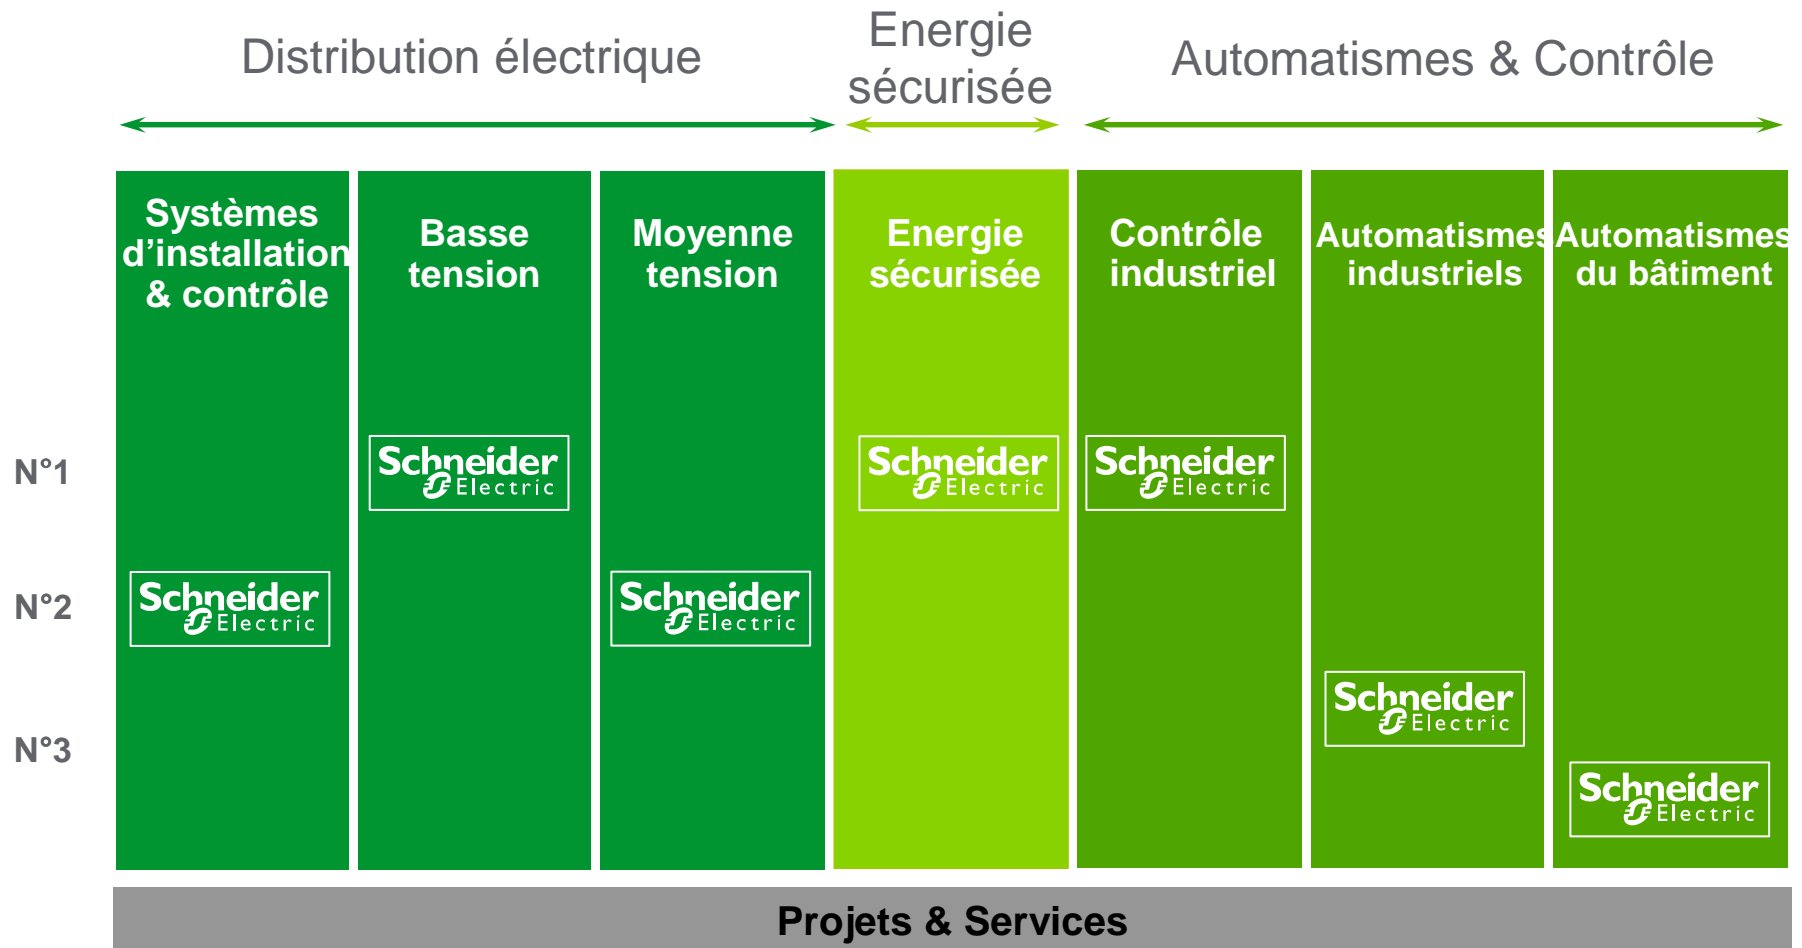 Distribution électrique
Energie
sécurisée
Automatismes & Contrôle
Systèmes
d’installation
& contrôle
Basse
tension
Moyenne
tension
Energie
sécurisée
Contrôle
industriel
Automatismes
industriels
Automatismes
du bâtiment
N°1
Schneider
Electric
Schneider
Electric
Schneider
Electric
N°2
Schneider
Electric
Schneider
Electric
Schneider
Electric
N°3
Schneider
Electric
Projets & Services